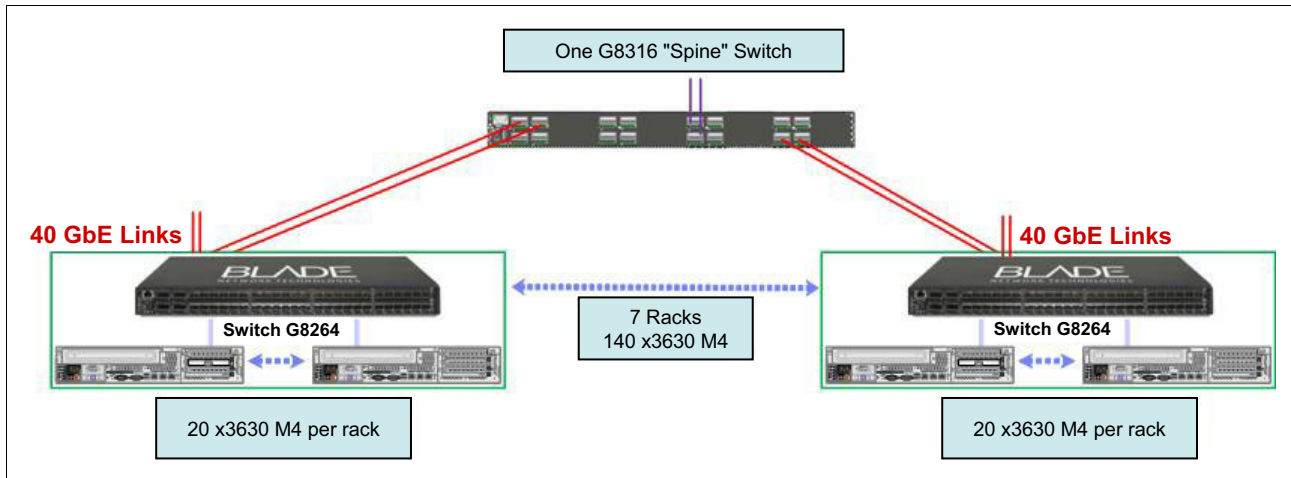 One G8316 "Spine" Switch
40 GbE Links
40 GbE Links
BLADE
NETWORK TECHNOLOGIES
BLADE
NETWORK TECHNOLOGIES
Switch G8264
7 Racks
140 x3630 M4
Switch G8264
20 x3630 M4 per rack
20 x3630 M4 per rack